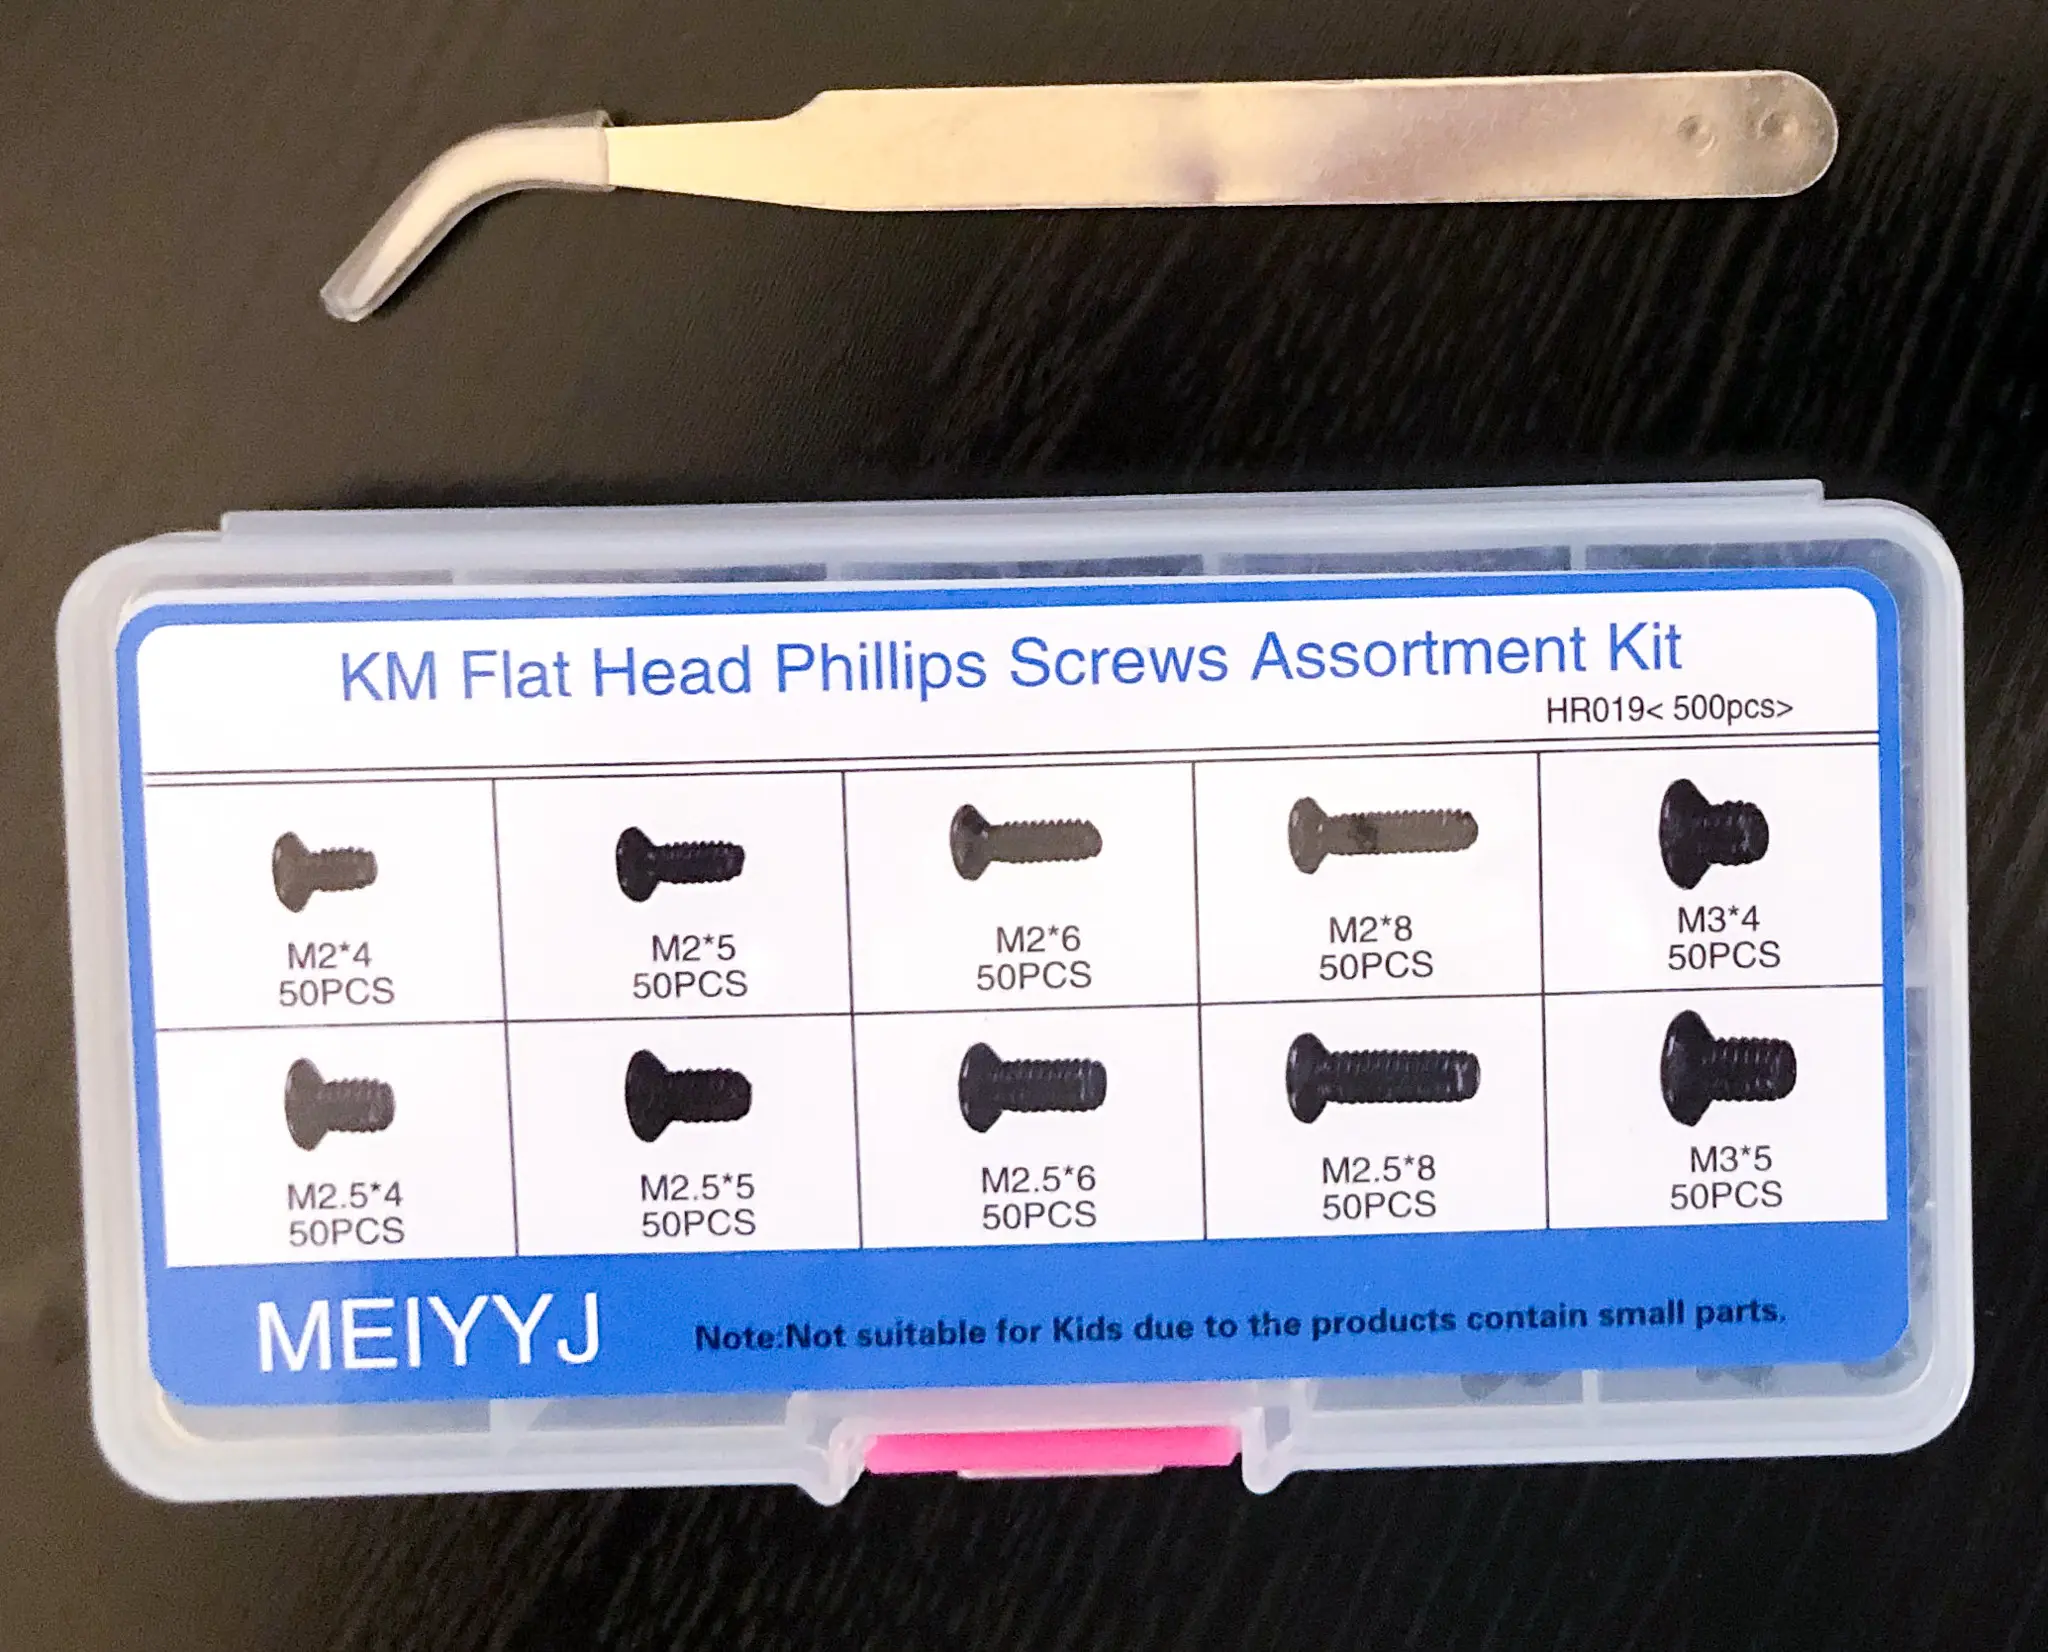 KM Flat Head Phillips Screws Assortment Kit
HR019< 500pcs>
M2*4
50PCS
M2*5
50PCS
M2*6
50PCS
M2*8
50PCS
M3*4
50PCS
M2.5*4
50PCS
M2.5*5
50PCS
M2.5*6
50PCS
M2.5*8
50PCS
M3*5
50PCS
MEIYYJ
Note:Not suitable for Kids due to the products contain small parts.